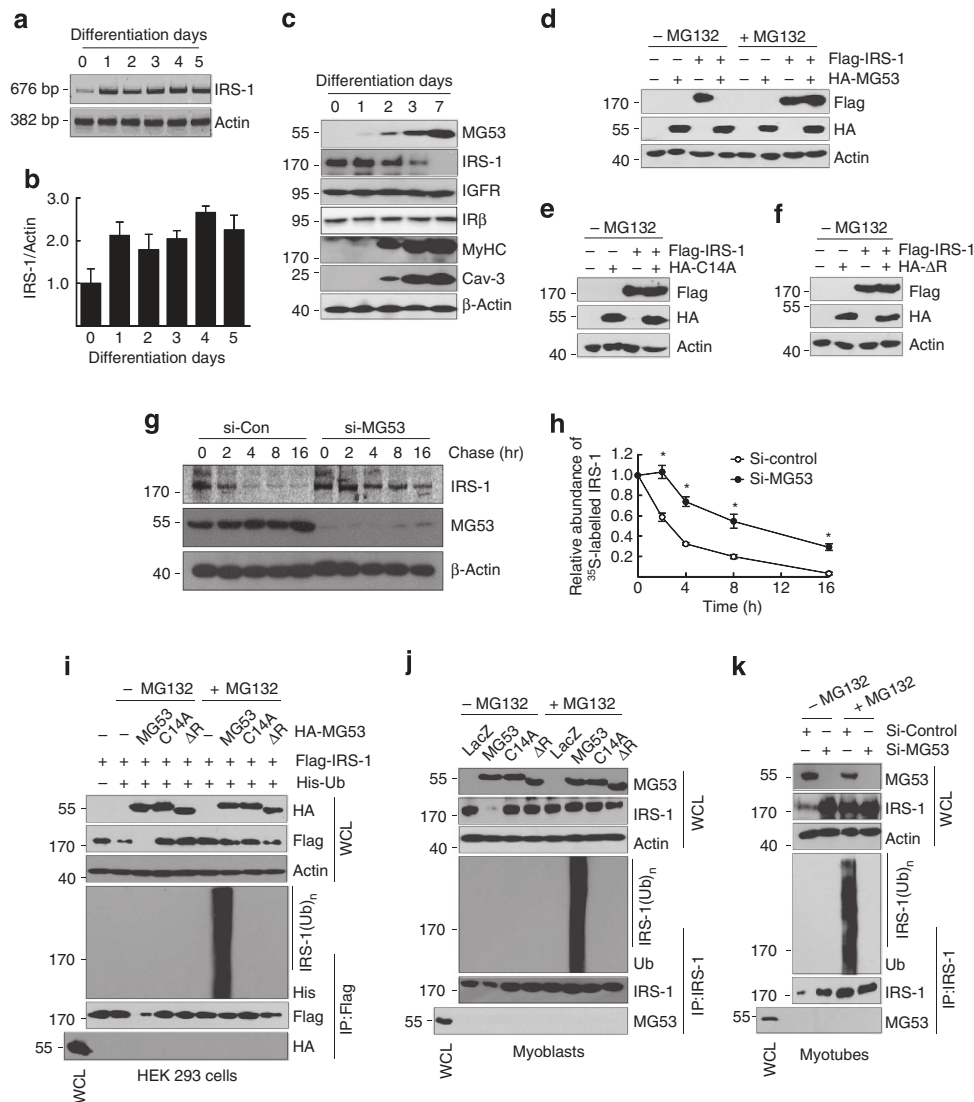 a
Differentiation days
0 1 2 3 4 5
676 bp
IRS-1
382 bp
Actin
b
IRS-1/Actin
3.0
2.0
1.0
0 1 2 3 4 5
Differentiation days
c
Differentiation days
0 1 2 3 7
55 MG53
170 IRS-1
95 IGFR
95 IRβ
170 MyHC
25 Cav-3
40 β-Actin
d
– MG132 + MG132
– – + + – – + + Flag-IRS-1
– + – + – + – + HA-MG53
170 Flag
55 HA
40 Actin
e
– MG132
– – + + Flag-IRS-1
– + – + HA-C14A
170 Flag
55 HA
40 Actin
f
– MG132
– – + + Flag-IRS-1
– + – + HA-ΔR
170 Flag
55 HA
40 Actin
g
si-Con si-MG53
0 2 4 8 16 0 2 4 8 16 Chase (hr)
170 IRS-1
55 MG53
40 β-Actin
h
Relative abundance of
³⁵S-labelled IRS-1
1.2
1.0
0.8
0.6
0.4
0.2
0 4 8 12 16
Time (h)
Si-control
Si-MG53
* * * *
i
– MG132 + MG132
– – MG53 C14A ΔR – MG53 C14A ΔR HA-MG53
+ + + + + + + + + Flag-IRS-1
– + + + + + + + + His-Ub
55 HA
170 Flag
40 Actin
WCL
170
IRS-1(Ub)n
His
170 Flag
55 HA
IP:Flag
WCL
HEK 293 cells
j
– MG132 + MG132
LacZ MG53 C14A ΔR LacZ MG53 C14A ΔR
55 MG53
170 IRS-1
40 Actin
WCL
170
IRS-1(Ub)n
Ub
170 IRS-1
55 MG53
IP:IRS-1
WCL
Myoblasts
k
– MG132 + MG132
Si-Control + – + –
Si-MG53 – + – +
55 MG53
170 IRS-1
40 Actin
WCL
170
IRS-1(Ub)n
Ub
170 IRS-1
55 MG53
IP:IRS-1
WCL
Myotubes